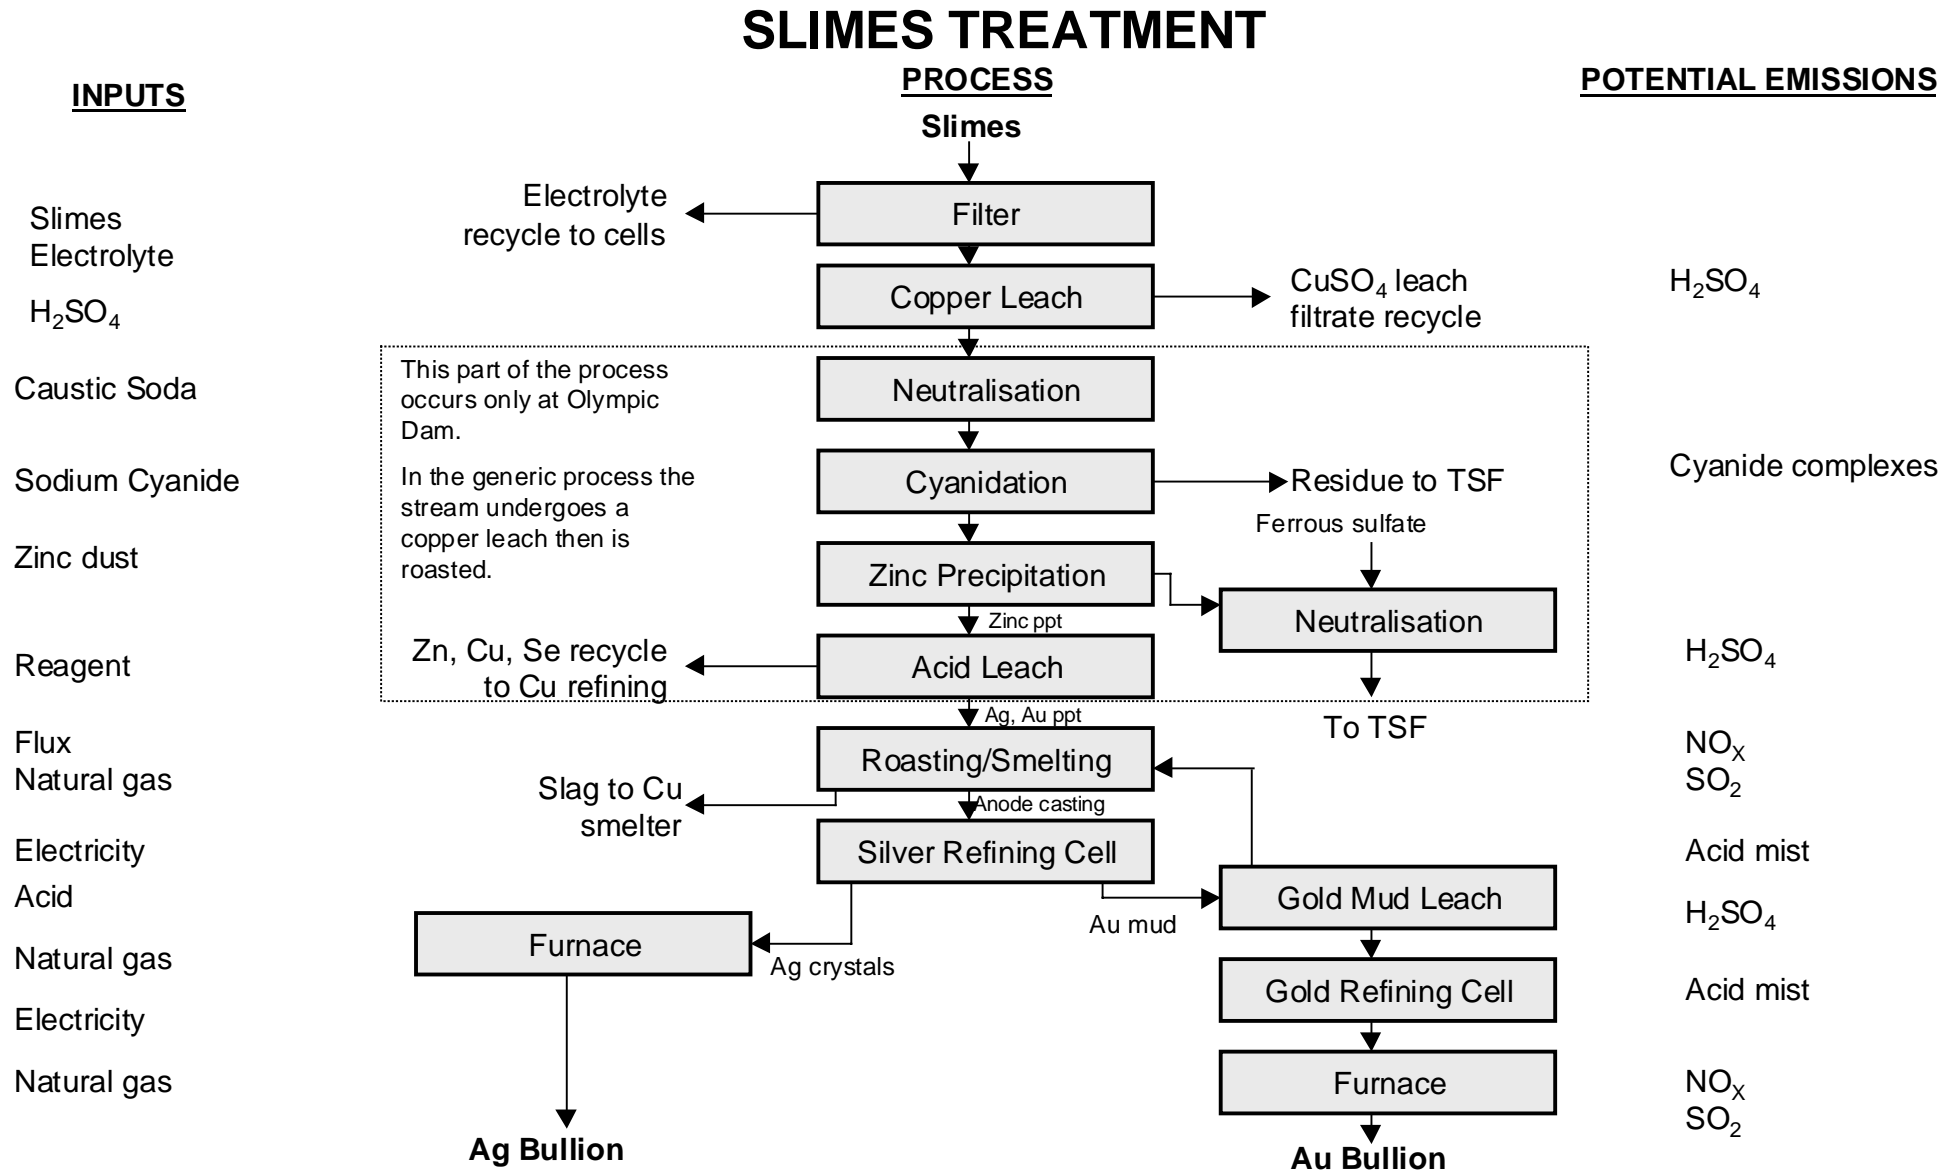 SLIMES TREATMENT
INPUTS
PROCESS
POTENTIAL EMISSIONS
Slimes
Slimes
Electrolyte
Electrolyte
recycle to cells
Filter
H₂SO₄
Copper Leach
CuSO₄ leach
filtrate recycle
H₂SO₄
This part of the process
occurs only at Olympic
Dam.
In the generic process the
stream undergoes a
copper leach then is
roasted.
Caustic Soda
Neutralisation
Sodium Cyanide
Cyanidation
Residue to TSF
Cyanide complexes
Ferrous sulfate
Zinc dust
Zinc Precipitation
Neutralisation
Zinc ppt
Reagent
Zn, Cu, Se recycle
to Cu refining
Acid Leach
H₂SO₄
Ag, Au ppt
To TSF
Flux
Natural gas
Roasting/Smelting
NOX
SO₂
Slag to Cu
smelter
Anode casting
Electricity
Silver Refining Cell
Acid mist
Acid
Gold Mud Leach
H₂SO₄
Au mud
Furnace
Ag crystals
Natural gas
Gold Refining Cell
Acid mist
Electricity
Natural gas
Furnace
NOX
SO₂
Ag Bullion
Au Bullion